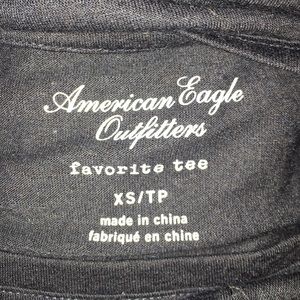 American Eagle
Outfitters
favorite tee
XS/TP
made in china
fabriqué en chine